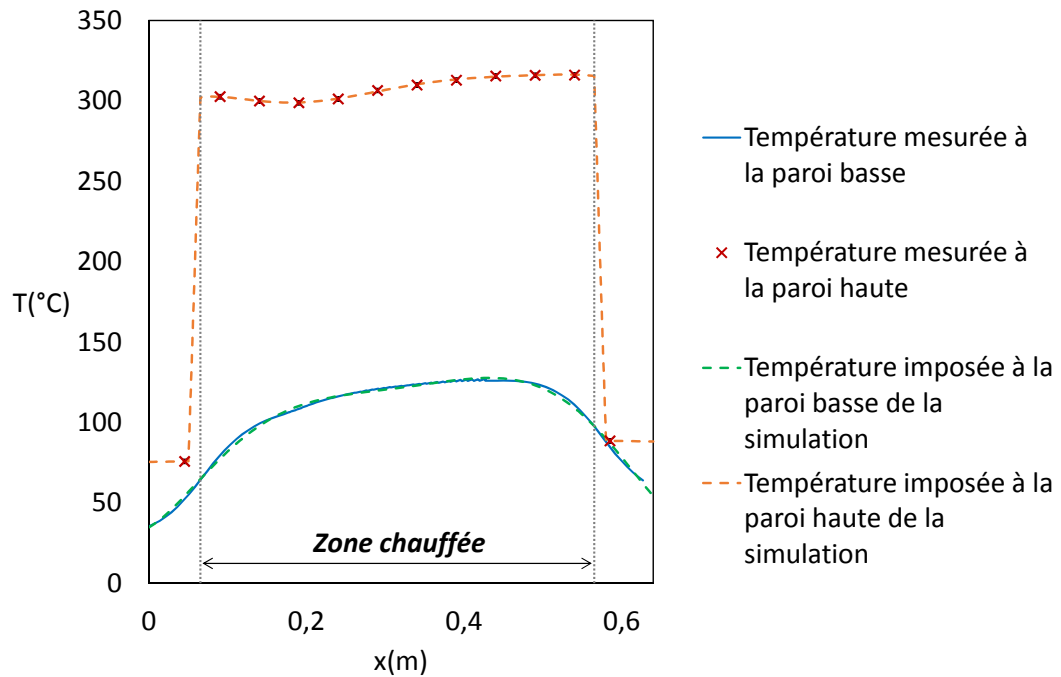 350
300
250
200
150
100
50
0
T(°C)
0
0,2
0,4
0,6
x(m)
Zone chauffée
Température mesurée à
la paroi basse
Température mesurée à
la paroi haute
Température imposée à la
paroi basse de la
simulation
Température imposée à la
paroi haute de la
simulation